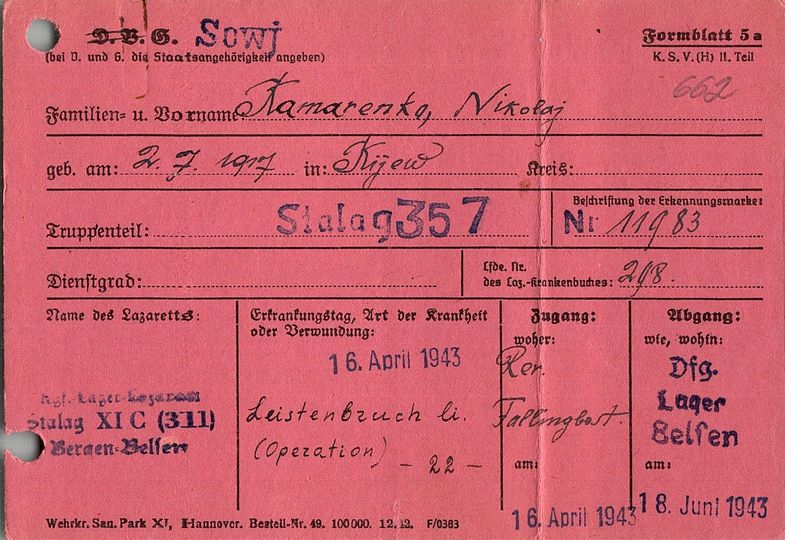 D. V. G. Sowj
Formblatt 5a
(bei V. und G. die Staatsangehörigkeit angeben)
K. S. V. (H) II. Teil
662
Familien- u. Vorname: Kamarenko, Nikolaj
geb. am: 2. 7. 1917 in: Kijew Kreis:
Truppenteil: Stalag 357
Beschriftung der Erkennungsmarke:
Nr 11983
Dienstgrad:
Lfde. Nr.
des Laz.-Krankenbuches: 298.
Name des Lazaretts:
Kgf.-Lager-Lazarett
Stalag XI C (311)
Bergen-Belsen
Erkrankungstag, Art der Krankheit
oder Verwundung:
16. April 1943
Leistenbruch li.
(Operation) - 22 -
Zugang:
woher:
Rev.
Fallingbost.
am:
16. April 1943
Abgang:
wie, wohin:
Dfg.
Lager
Belsen
am:
18. Juni 1943
Wehrkr. San. Park XI, Hannover. Bestell-Nr. 49. 100000. 12. 42. F/0383